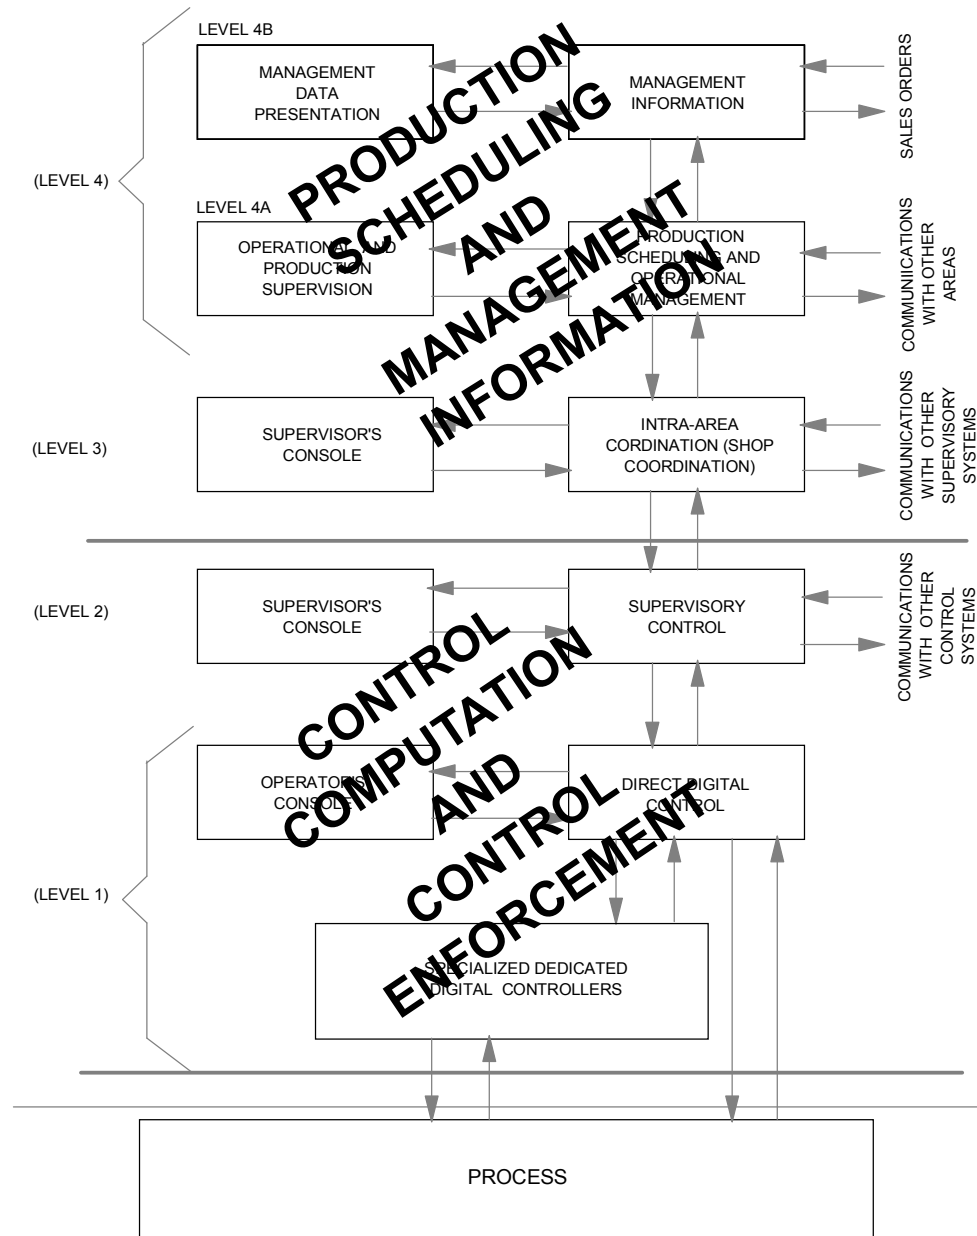 LEVEL 4B
MANAGEMENT
DATA
PRESENTATION
MANAGEMENT
INFORMATION
SALES ORDERS
(LEVEL 4)
LEVEL 4A
OPERATIONAL AND
PRODUCTION
SUPERVISION
PRODUCTION
SCHEDULING AND
OPERATIONAL
MANAGEMENT
COMMUNICATIONS
WITH OTHER
AREAS
PRODUCTION
SCHEDULING
AND
MANAGEMENT
INFORMATION
(LEVEL 3)
SUPERVISOR'S
CONSOLE
INTRA-AREA
CORDINATION (SHOP
COORDINATION)
COMMUNICATIONS
WITH OTHER
SUPERVISORY
SYSTEMS
(LEVEL 2)
SUPERVISOR'S
CONSOLE
SUPERVISORY
CONTROL
COMMUNICATIONS
WITH OTHER
CONTROL
SYSTEMS
CONTROL
COMPUTATION
AND
CONTROL
ENFORCEMENT
(LEVEL 1)
OPERATOR'S
CONSOLE
DIRECT DIGITAL
CONTROL
SPECIALIZED DEDICATED
DIGITAL CONTROLLERS
PROCESS